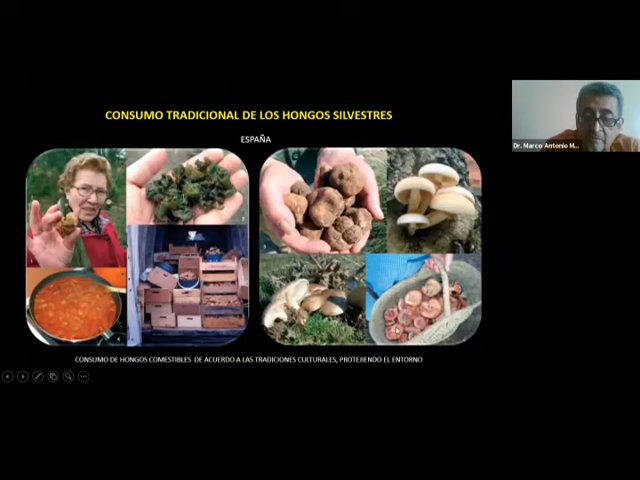 CONSUMO TRADICIONAL DE LOS HONGOS SILVESTRES
ESPAÑA
Dr. Marco Antonio M...
CONSUMO DE HONGOS COMESTIBLES DE ACUERDO A LAS TRADICIONES CULTURALES, PROTEJIENDO EL ENTORNO